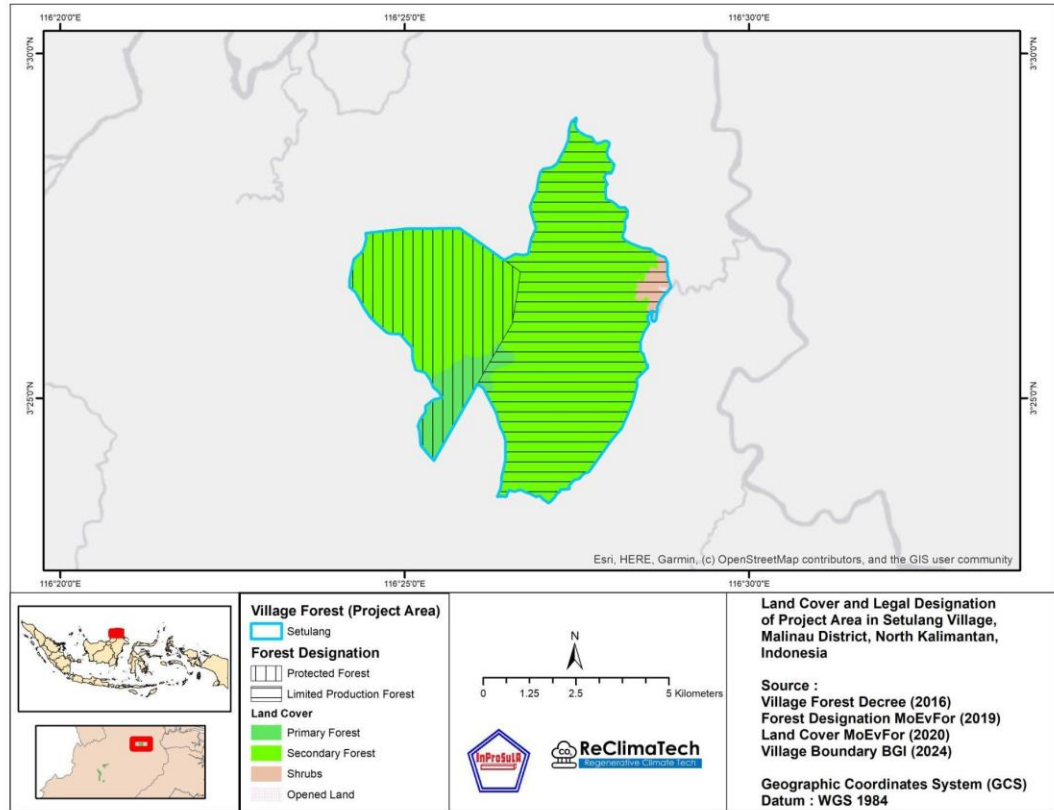 116°20'0"E 116°25'0"E 116°30'0"E
3°30'0"N 3°30'0"N
3°25'0"N 3°25'0"N
Esri, HERE, Garmin, (c) OpenStreetMap contributors, and the GIS user community
116°20'0"E 116°25'0"E 116°30'0"E
Village Forest (Project Area)
Setulang
Forest Designation
Protected Forest
Limited Production Forest
Land Cover
Primary Forest
Secondary Forest
Shrubs
Opened Land
N
0 1.25 2.5 5 Kilometers
InProSuLA
CO₂ ReClimaTech
Regenerative Climate Tech
Land Cover and Legal Designation
of Project Area in Setulang Village,
Malinau District, North Kalimantan,
Indonesia
Source :
Village Forest Decree (2016)
Forest Designation MoEvFor (2019)
Land Cover MoEvFor (2020)
Village Boundary BGI (2024)
Geographic Coordinates System (GCS)
Datum : WGS 1984